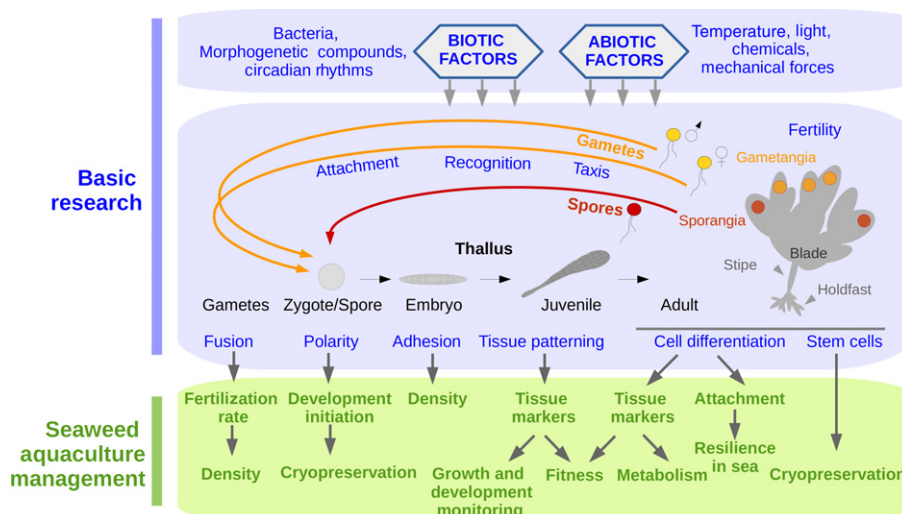 Bacteria,
Morphogenetic compounds,
circadian rhythms
BIOTIC
FACTORS
ABIOTIC
FACTORS
Temperature, light,
chemicals,
mechanical forces
Basic
research
Gametes
Fertility
Gametangia
Attachment
Recognition
Taxis
Spores
Sporangia
Thallus
Blade
Stipe
Holdfast
Gametes
Zygote/Spore
Embryo
Juvenile
Adult
Fusion
Polarity
Adhesion
Tissue patterning
Cell differentiation
Stem cells
Seaweed
aquaculture
management
Fertilization
rate
Development
initiation
Density
Tissue
markers
Tissue
markers
Attachment
Density
Cryopreservation
Growth and
development
monitoring
Fitness
Metabolism
Resilience
in sea
Cryopreservation